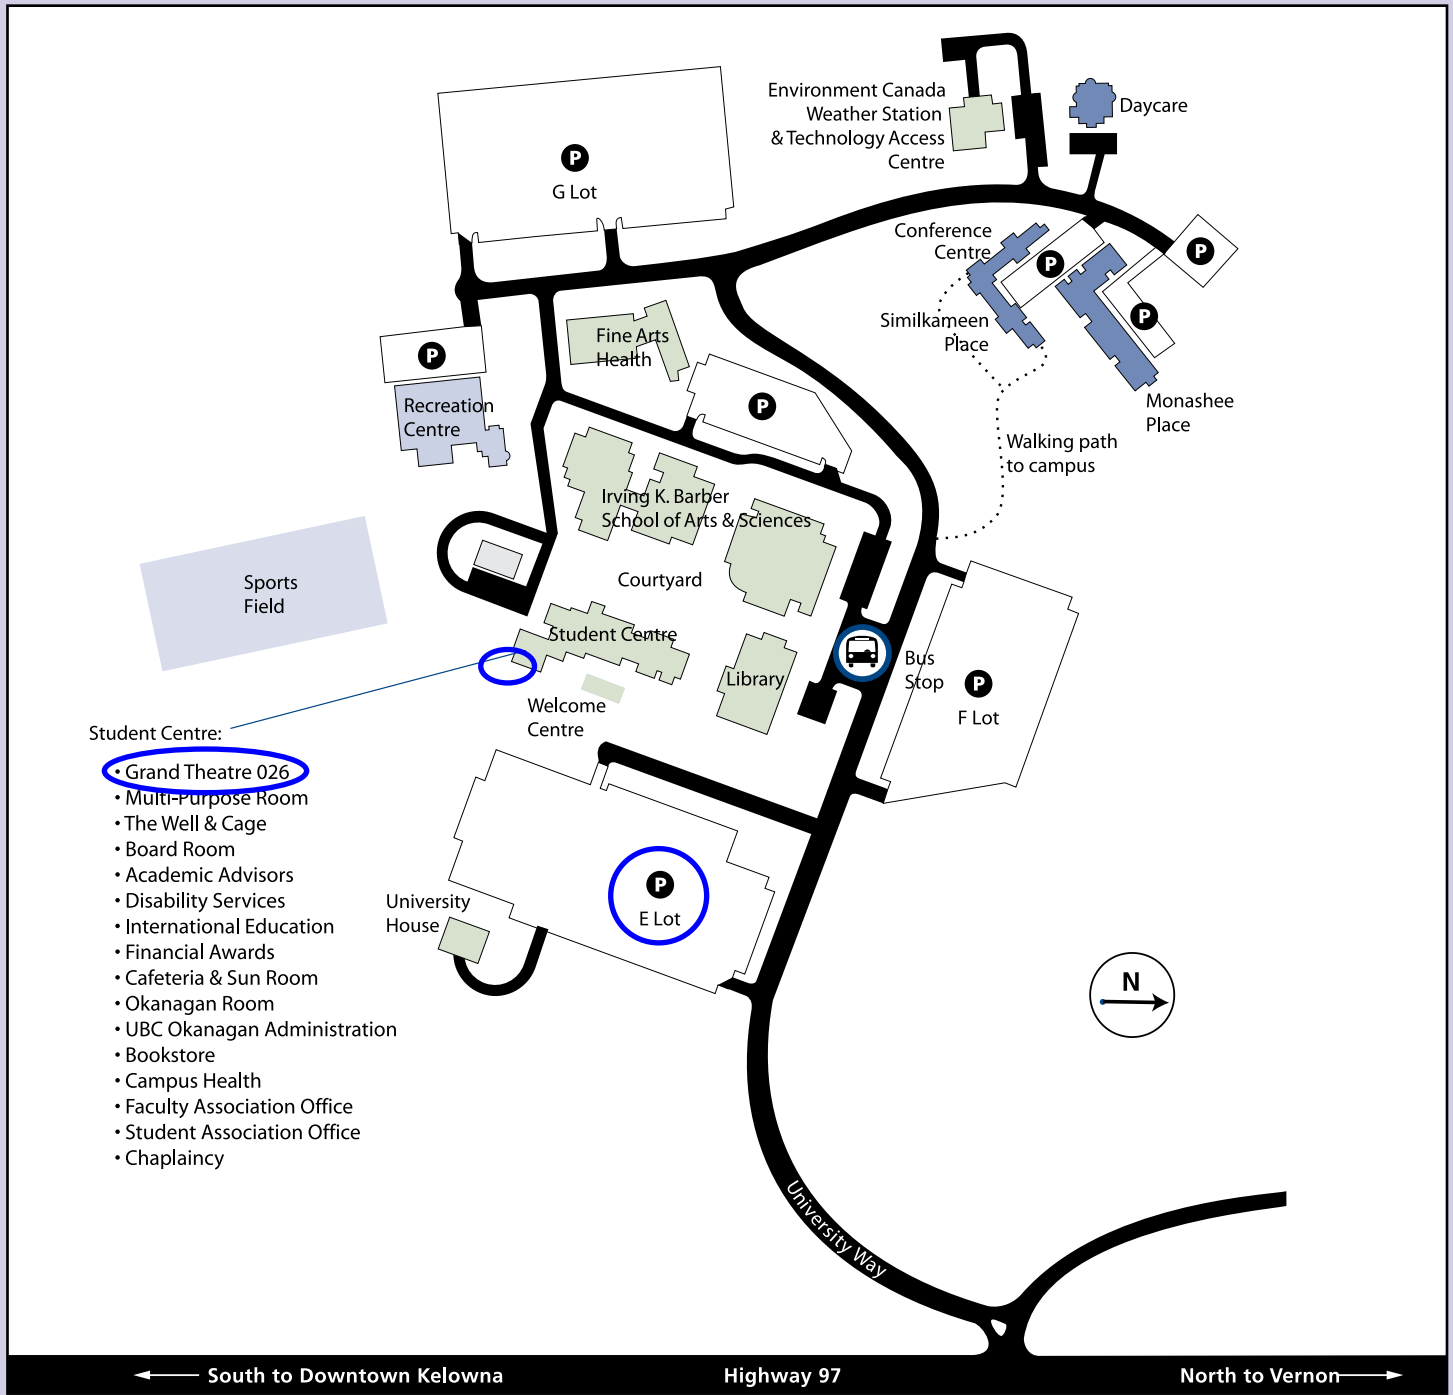 Environment Canada
Weather Station
& Technology Access
Centre
Daycare
P
G Lot
Conference
Centre
P
P
P
Similkameen
Place
Monashee
Place
Walking path
to campus
Fine Arts
Health
P
Recreation
Centre
P
Irving K. Barber
School of Arts & Sciences
Sports
Field
Courtyard
Student Centre
Library
Bus
Stop
P
F Lot
Welcome
Centre
Student Centre:
• Grand Theatre 026
• Multi-Purpose Room
• The Well & Cage
• Board Room
• Academic Advisors
• Disability Services
• International Education
• Financial Awards
• Cafeteria & Sun Room
• Okanagan Room
• UBC Okanagan Administration
• Bookstore
• Campus Health
• Faculty Association Office
• Student Association Office
• Chaplaincy
P
E Lot
University
House
N
University Way
South to Downtown Kelowna
Highway 97
North to Vernon